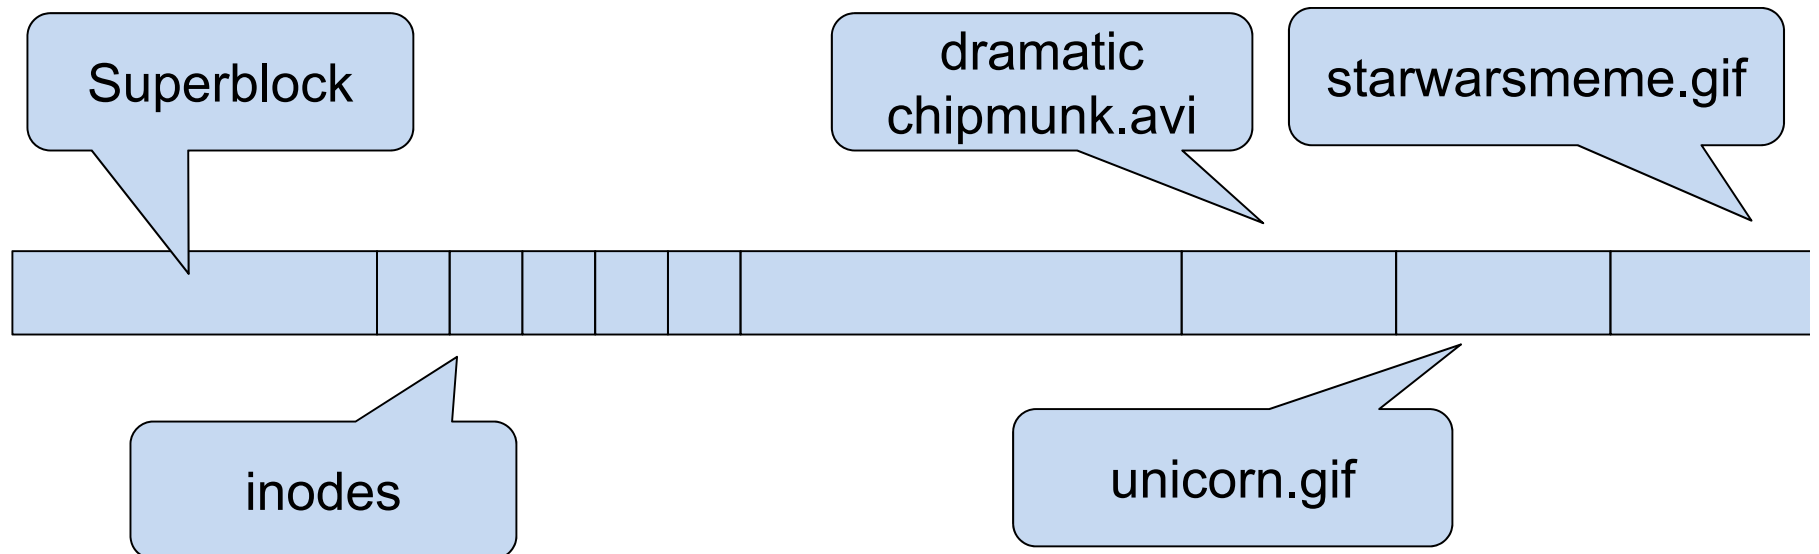 Superblock
dramatic
chipmunk.avi
starwarsmeme.gif
inodes
unicorn.gif